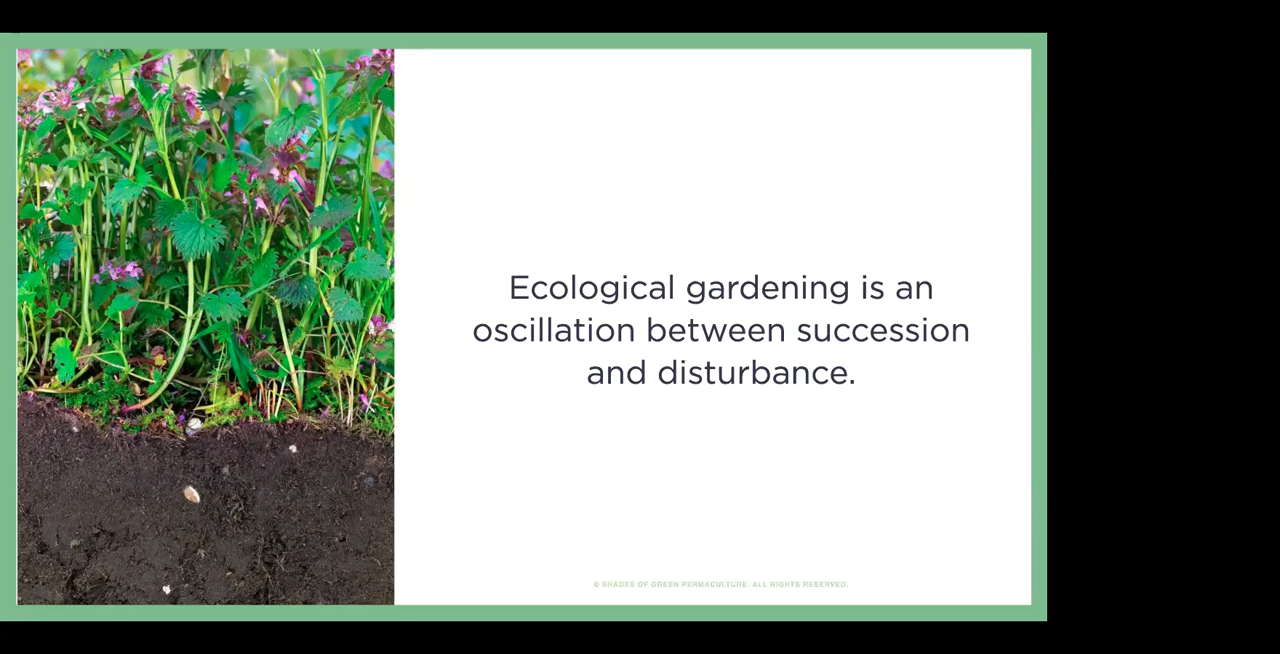 Ecological gardening is an
oscillation between succession
and disturbance.
© SHADES OF GREEN PERMACULTURE. ALL RIGHTS RESERVED.